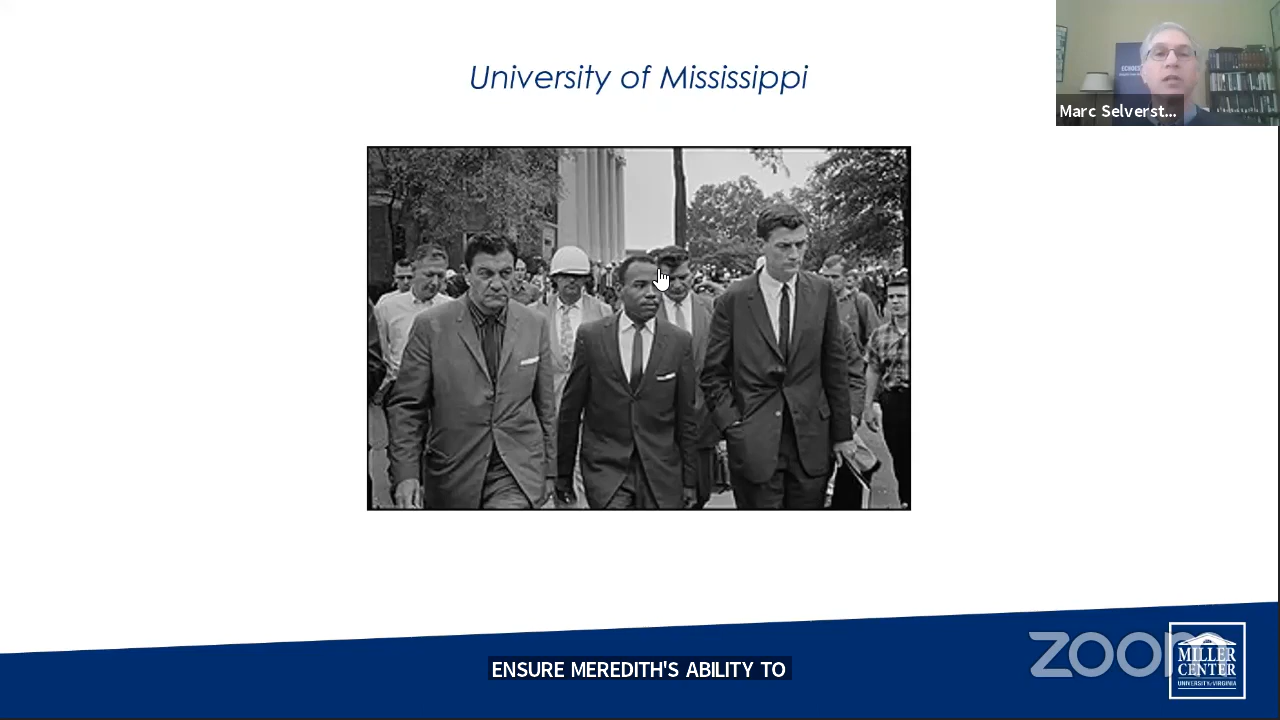 University of Mississippi
Marc Selverst...
ENSURE MEREDITH'S ABILITY TO
zoom
MILLER
CENTER
UNIVERSITY of VIRGINIA